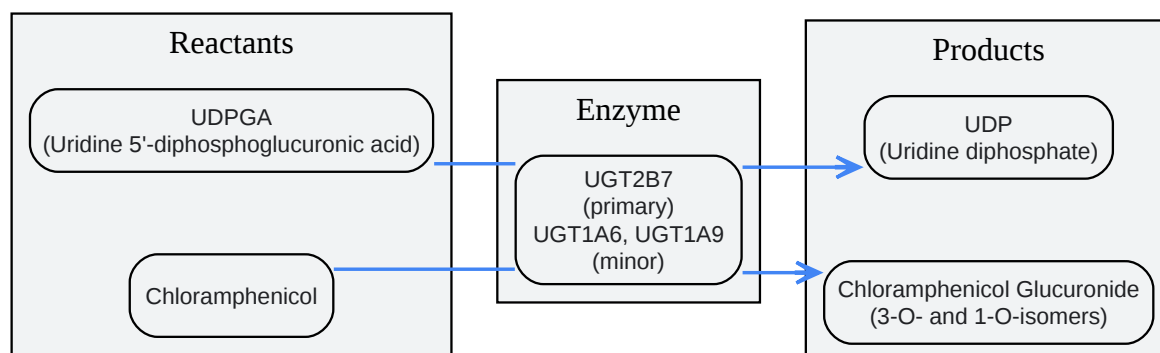 Reactants
UDPGA
(Uridine 5'-diphosphoglucuronic acid)
Chloramphenicol
Enzyme
UGT2B7
(primary)
UGT1A6, UGT1A9
(minor)
Products
UDP
(Uridine diphosphate)
Chloramphenicol Glucuronide
(3-O- and 1-O-isomers)